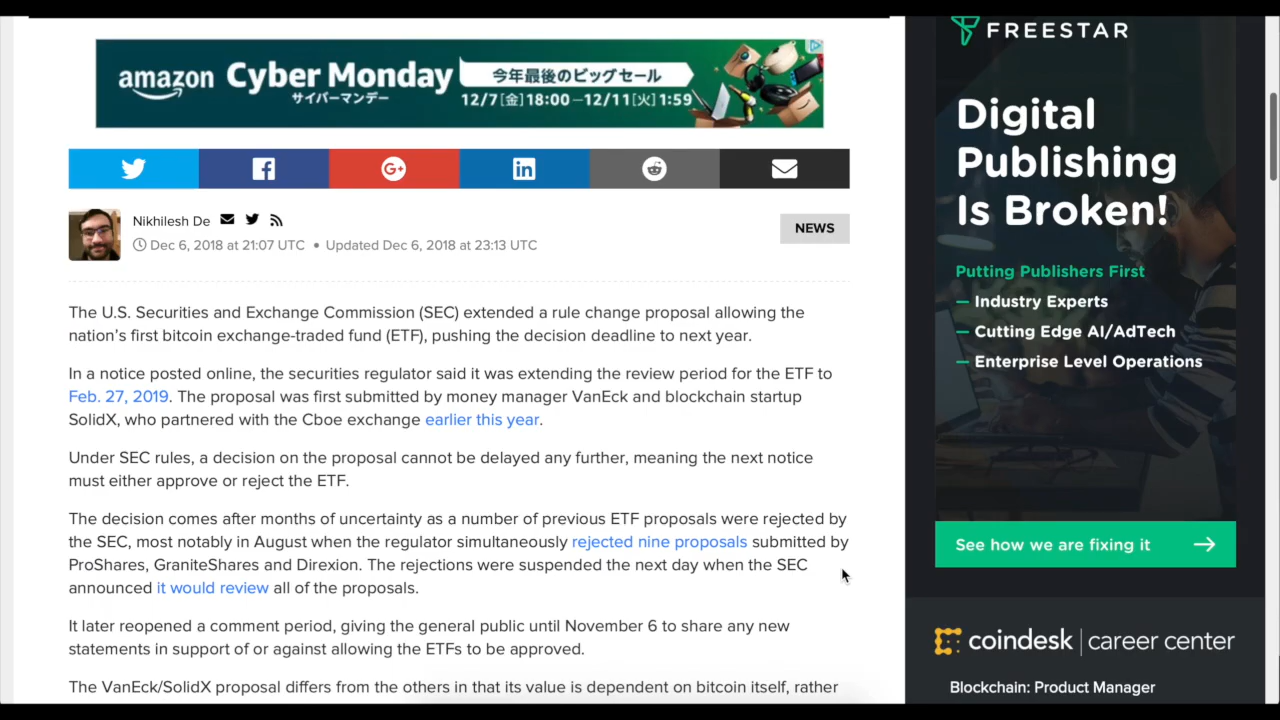 FREESTAR
amazon Cyber Monday
サイバーマンデー
今年最後のビッグセール
12/7[金]18:00－12/11[火]1:59
Nikhilesh De
Dec 6, 2018 at 21:07 UTC • Updated Dec 6, 2018 at 23:13 UTC
NEWS
The U.S. Securities and Exchange Commission (SEC) extended a rule change proposal allowing the
nation's first bitcoin exchange-traded fund (ETF), pushing the decision deadline to next year.
In a notice posted online, the securities regulator said it was extending the review period for the ETF to
Feb. 27, 2019. The proposal was first submitted by money manager VanEck and blockchain startup
SolidX, who partnered with the Cboe exchange earlier this year.
Under SEC rules, a decision on the proposal cannot be delayed any further, meaning the next notice
must either approve or reject the ETF.
The decision comes after months of uncertainty as a number of previous ETF proposals were rejected by
the SEC, most notably in August when the regulator simultaneously rejected nine proposals submitted by
ProShares, GraniteShares and Direxion. The rejections were suspended the next day when the SEC
announced it would review all of the proposals.
It later reopened a comment period, giving the general public until November 6 to share any new
statements in support of or against allowing the ETFs to be approved.
The VanEck/SolidX proposal differs from the others in that its value is dependent on bitcoin itself, rather
Digital
Publishing
Is Broken!
Putting Publishers First
— Industry Experts
— Cutting Edge AI/AdTech
— Enterprise Level Operations
See how we are fixing it
coindesk | career center
Blockchain: Product Manager